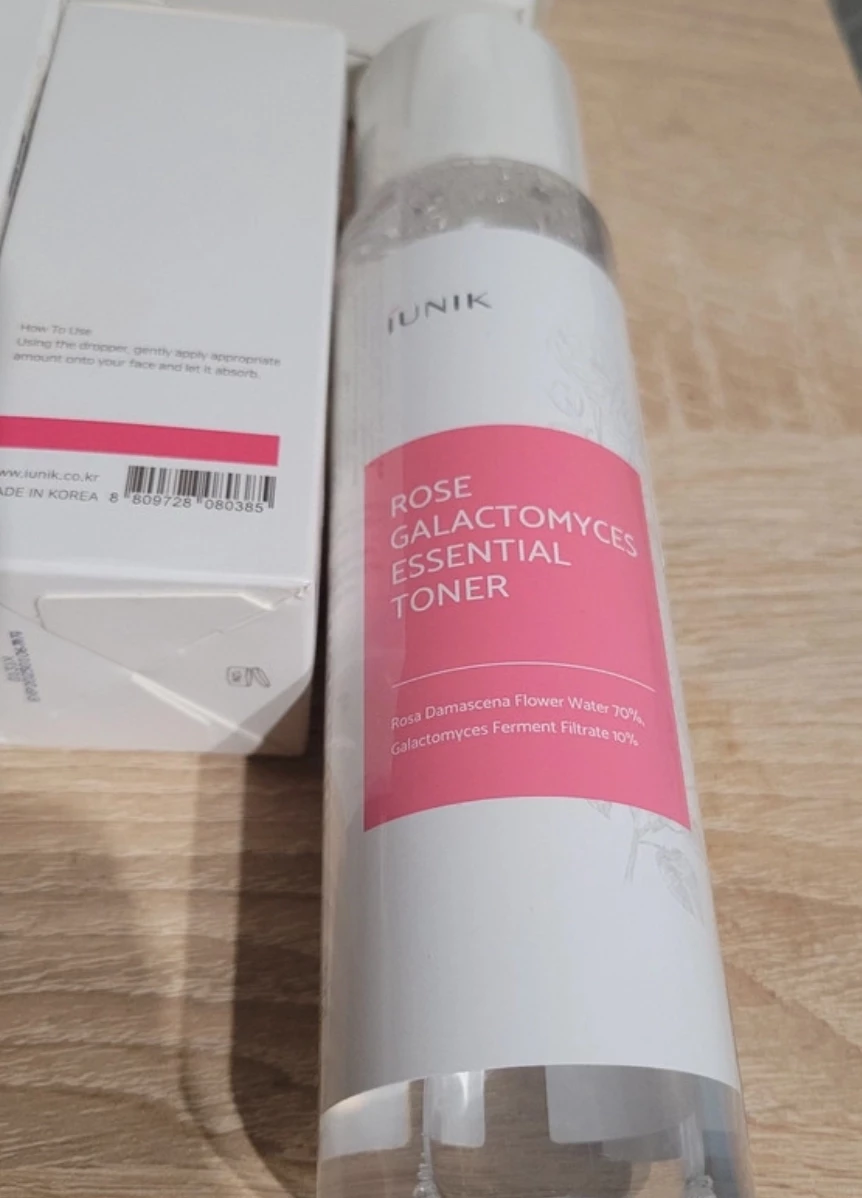 How To Use
Using the dropper, gently apply appropriate
amount onto your face and let it absorb.
ww.iunik.co.kr
ADE IN KOREA
8 809728 080385
IUNIK
ROSE
GALACTOMYCES
ESSENTIAL
TONER
Rosa Damascena Flower Water 70%,
Galactomyces Ferment Filtrate 10%